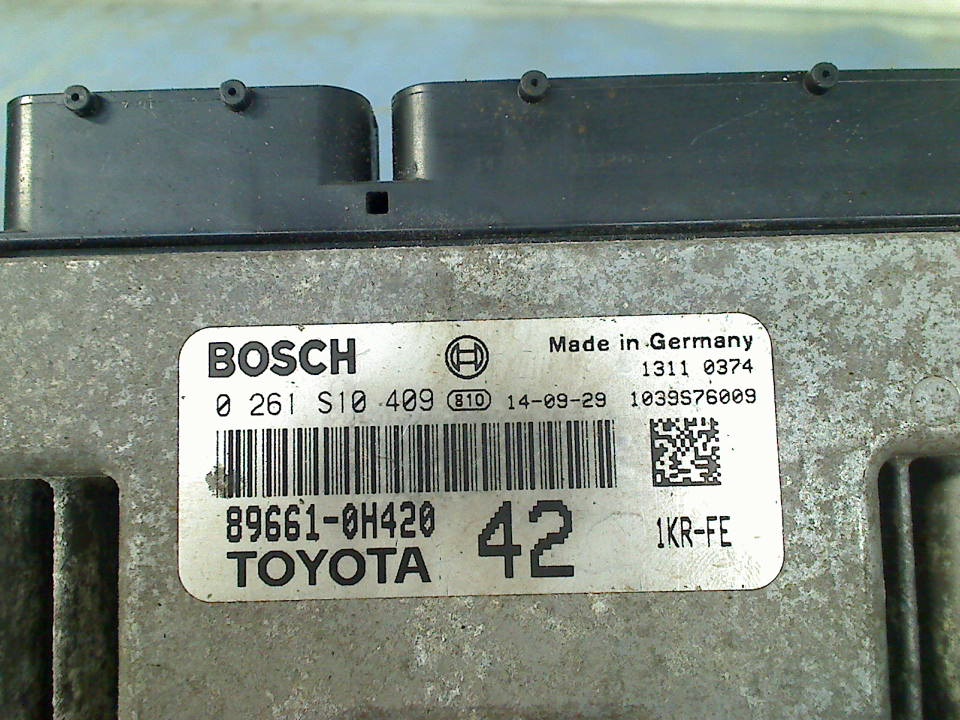 BOSCH Made in Germany
1311 0374
0 261 S10 409 810 14-09-29 1039S76009
89661-0H420 42 1KR-FE
TOYOTA